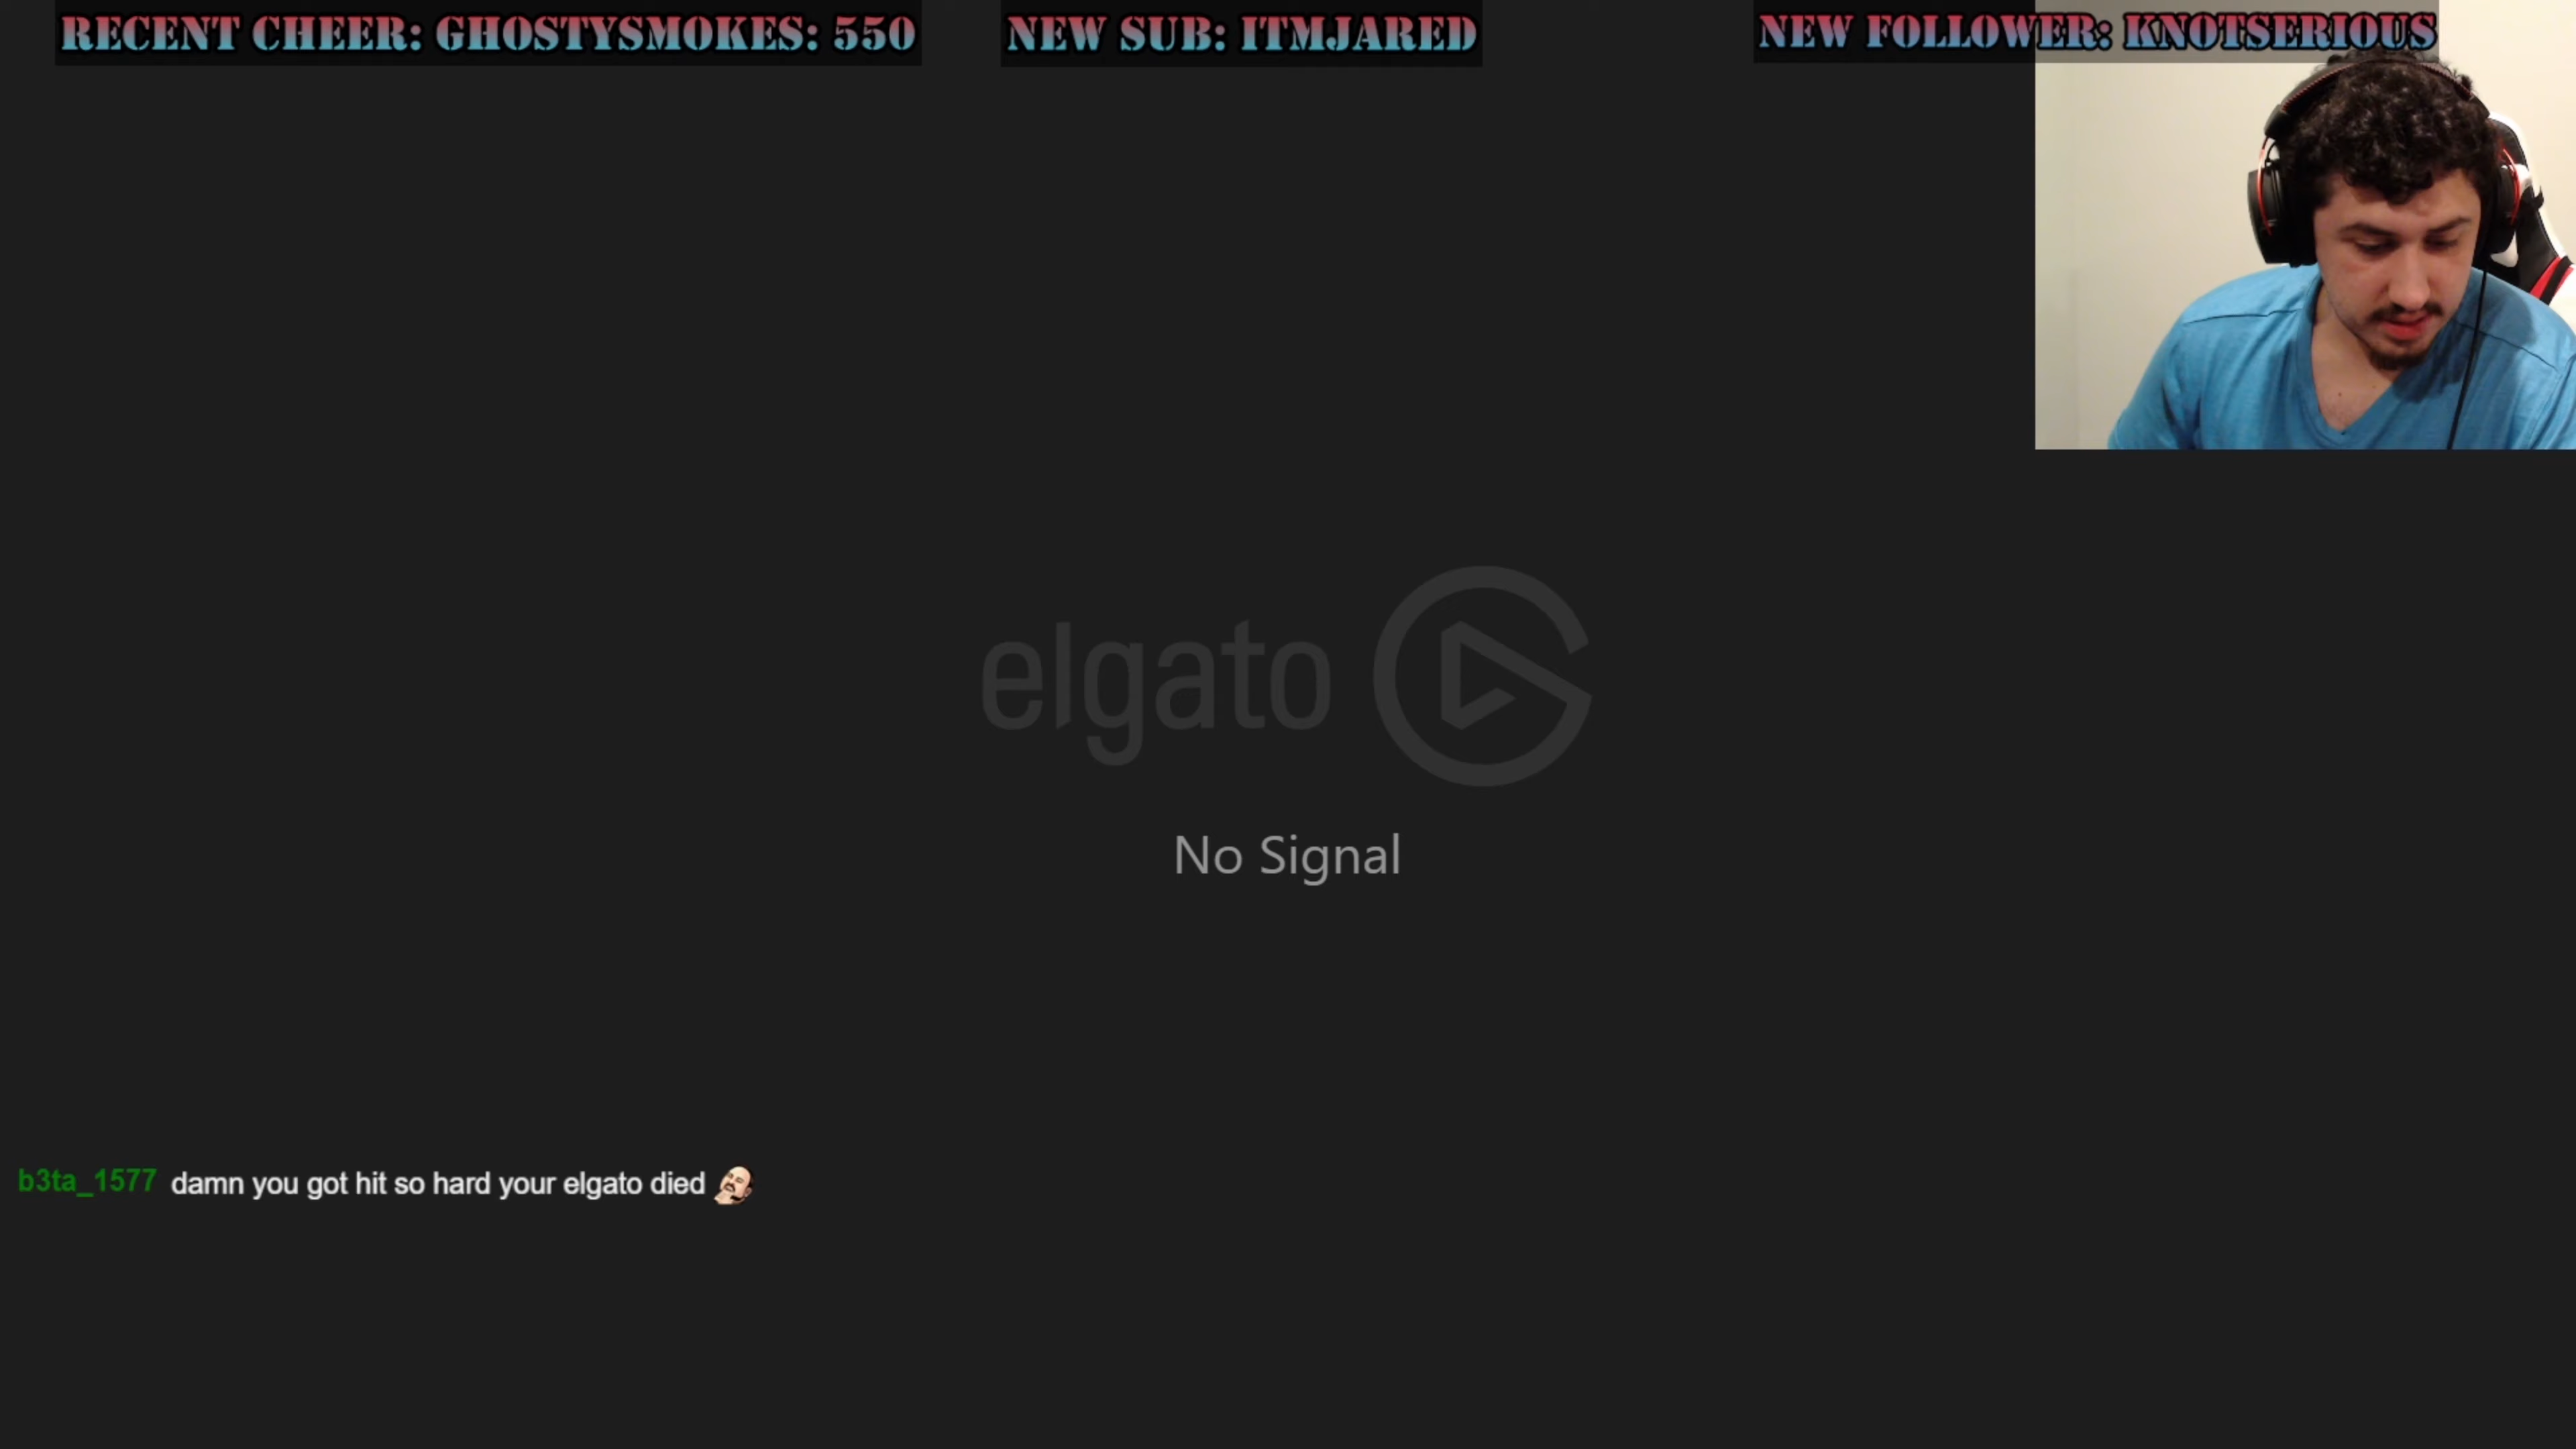 RECENT CHEER: GHOSTYSMOKES: 550
NEW SUB: ITMJARED
NEW FOLLOWER: KNOTSERIOUS
elgato
No Signal
b3ta_1577 damn you got hit so hard your elgato died